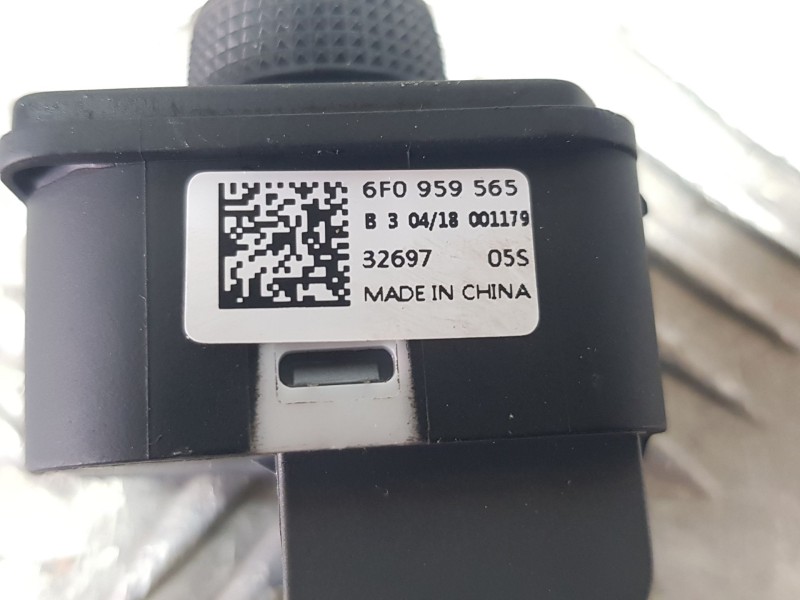 6F0 959 565
B 3 04/18 001179
32697 05S
MADE IN CHINA